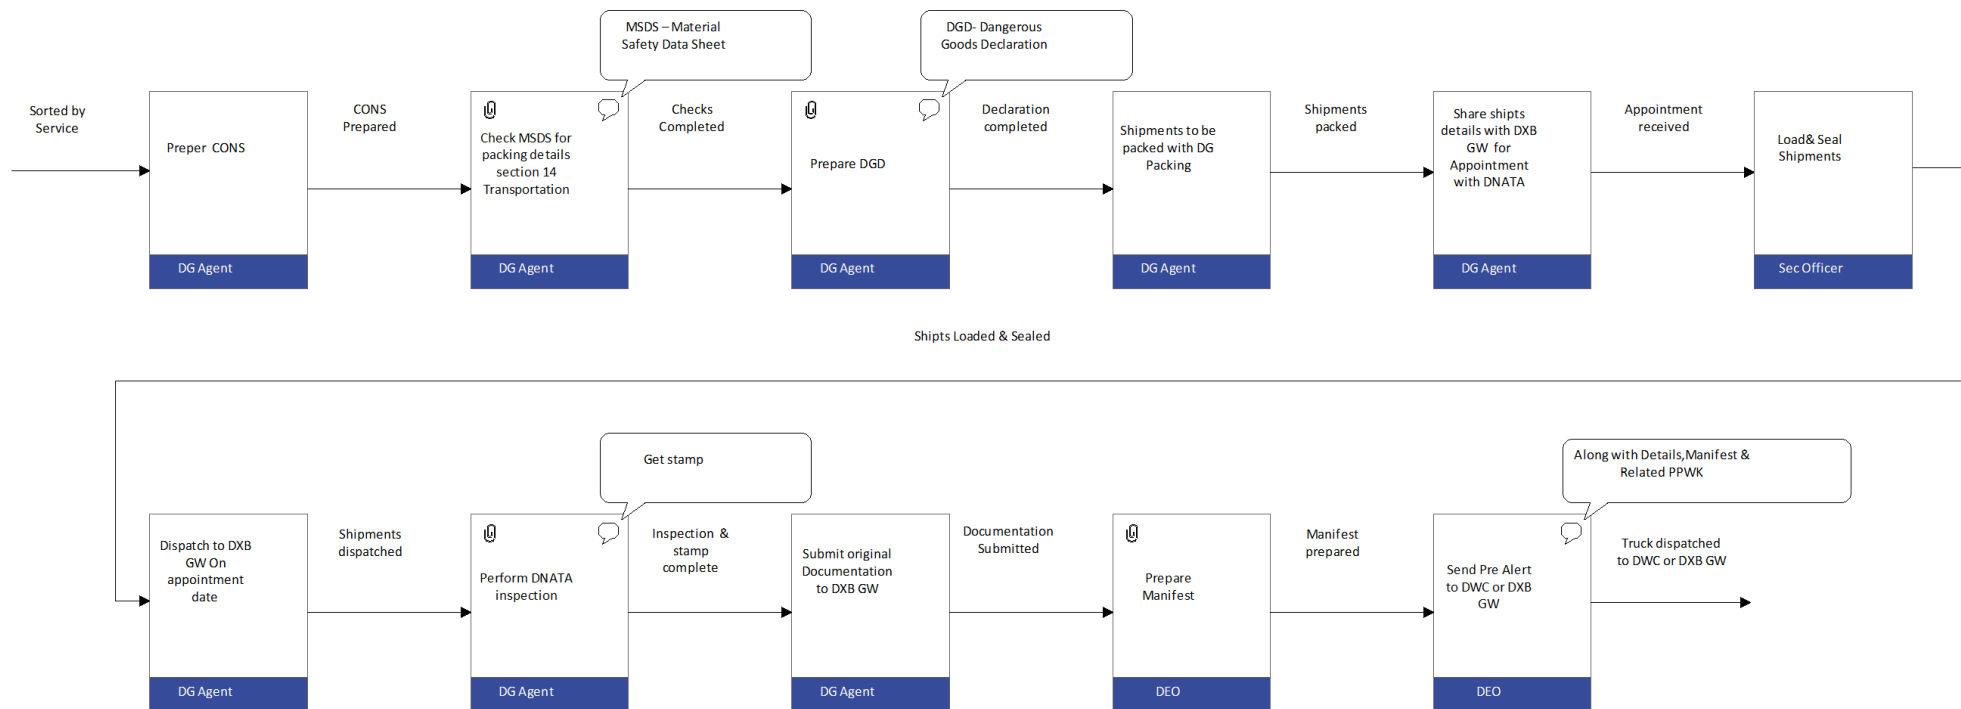 MSDS – Material
Safety Data Sheet
DGD- Dangerous
Goods Declaration
Sorted by
Service
Preper CONS
DG Agent
CONS
Prepared
Check MSDS for
packing details
section 14
Transportation
DG Agent
Checks
Completed
Prepare DGD
DG Agent
Declaration
completed
Shipments to be
packed with DG
Packing
DG Agent
Shipments
packed
Share shipts
details with DXB
GW for
Appointment
with DNATA
DG Agent
Appointment
received
Load& Seal
Shipments
Sec Officer
Shipts Loaded & Sealed
Dispatch to DXB
GW On
appointment
date
DG Agent
Shipments
dispatched
Get stamp
Perform DNATA
inspection
DG Agent
Inspection &
stamp
complete
Submit original
Documentation
to DXB GW
DG Agent
Documentation
Submitted
Prepare
Manifest
DEO
Manifest
prepared
Along with Details,Manifest &
Related PPWK
Send Pre Alert
to DWC or DXB
GW
DEO
Truck dispatched
to DWC or DXB GW